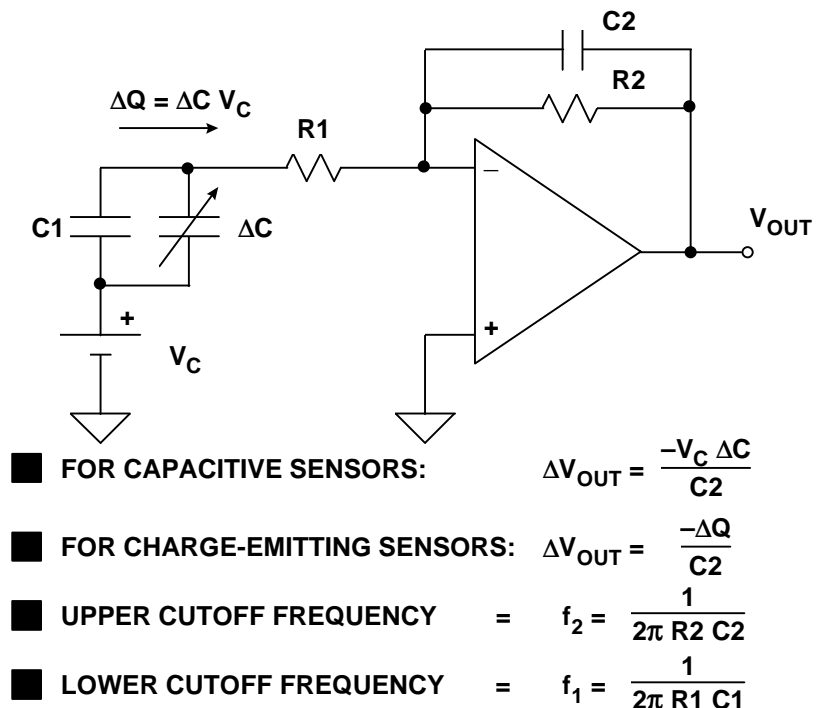 C2
R2
ΔQ = ΔC V_C
R1
–
C1
ΔC
V_OUT
+
+
V_C
FOR CAPACITIVE SENSORS: ΔV_OUT = –V_C ΔC / C2
FOR CHARGE-EMITTING SENSORS: ΔV_OUT = –ΔQ / C2
UPPER CUTOFF FREQUENCY = f_2 = 1 / 2π R2 C2
LOWER CUTOFF FREQUENCY = f_1 = 1 / 2π R1 C1